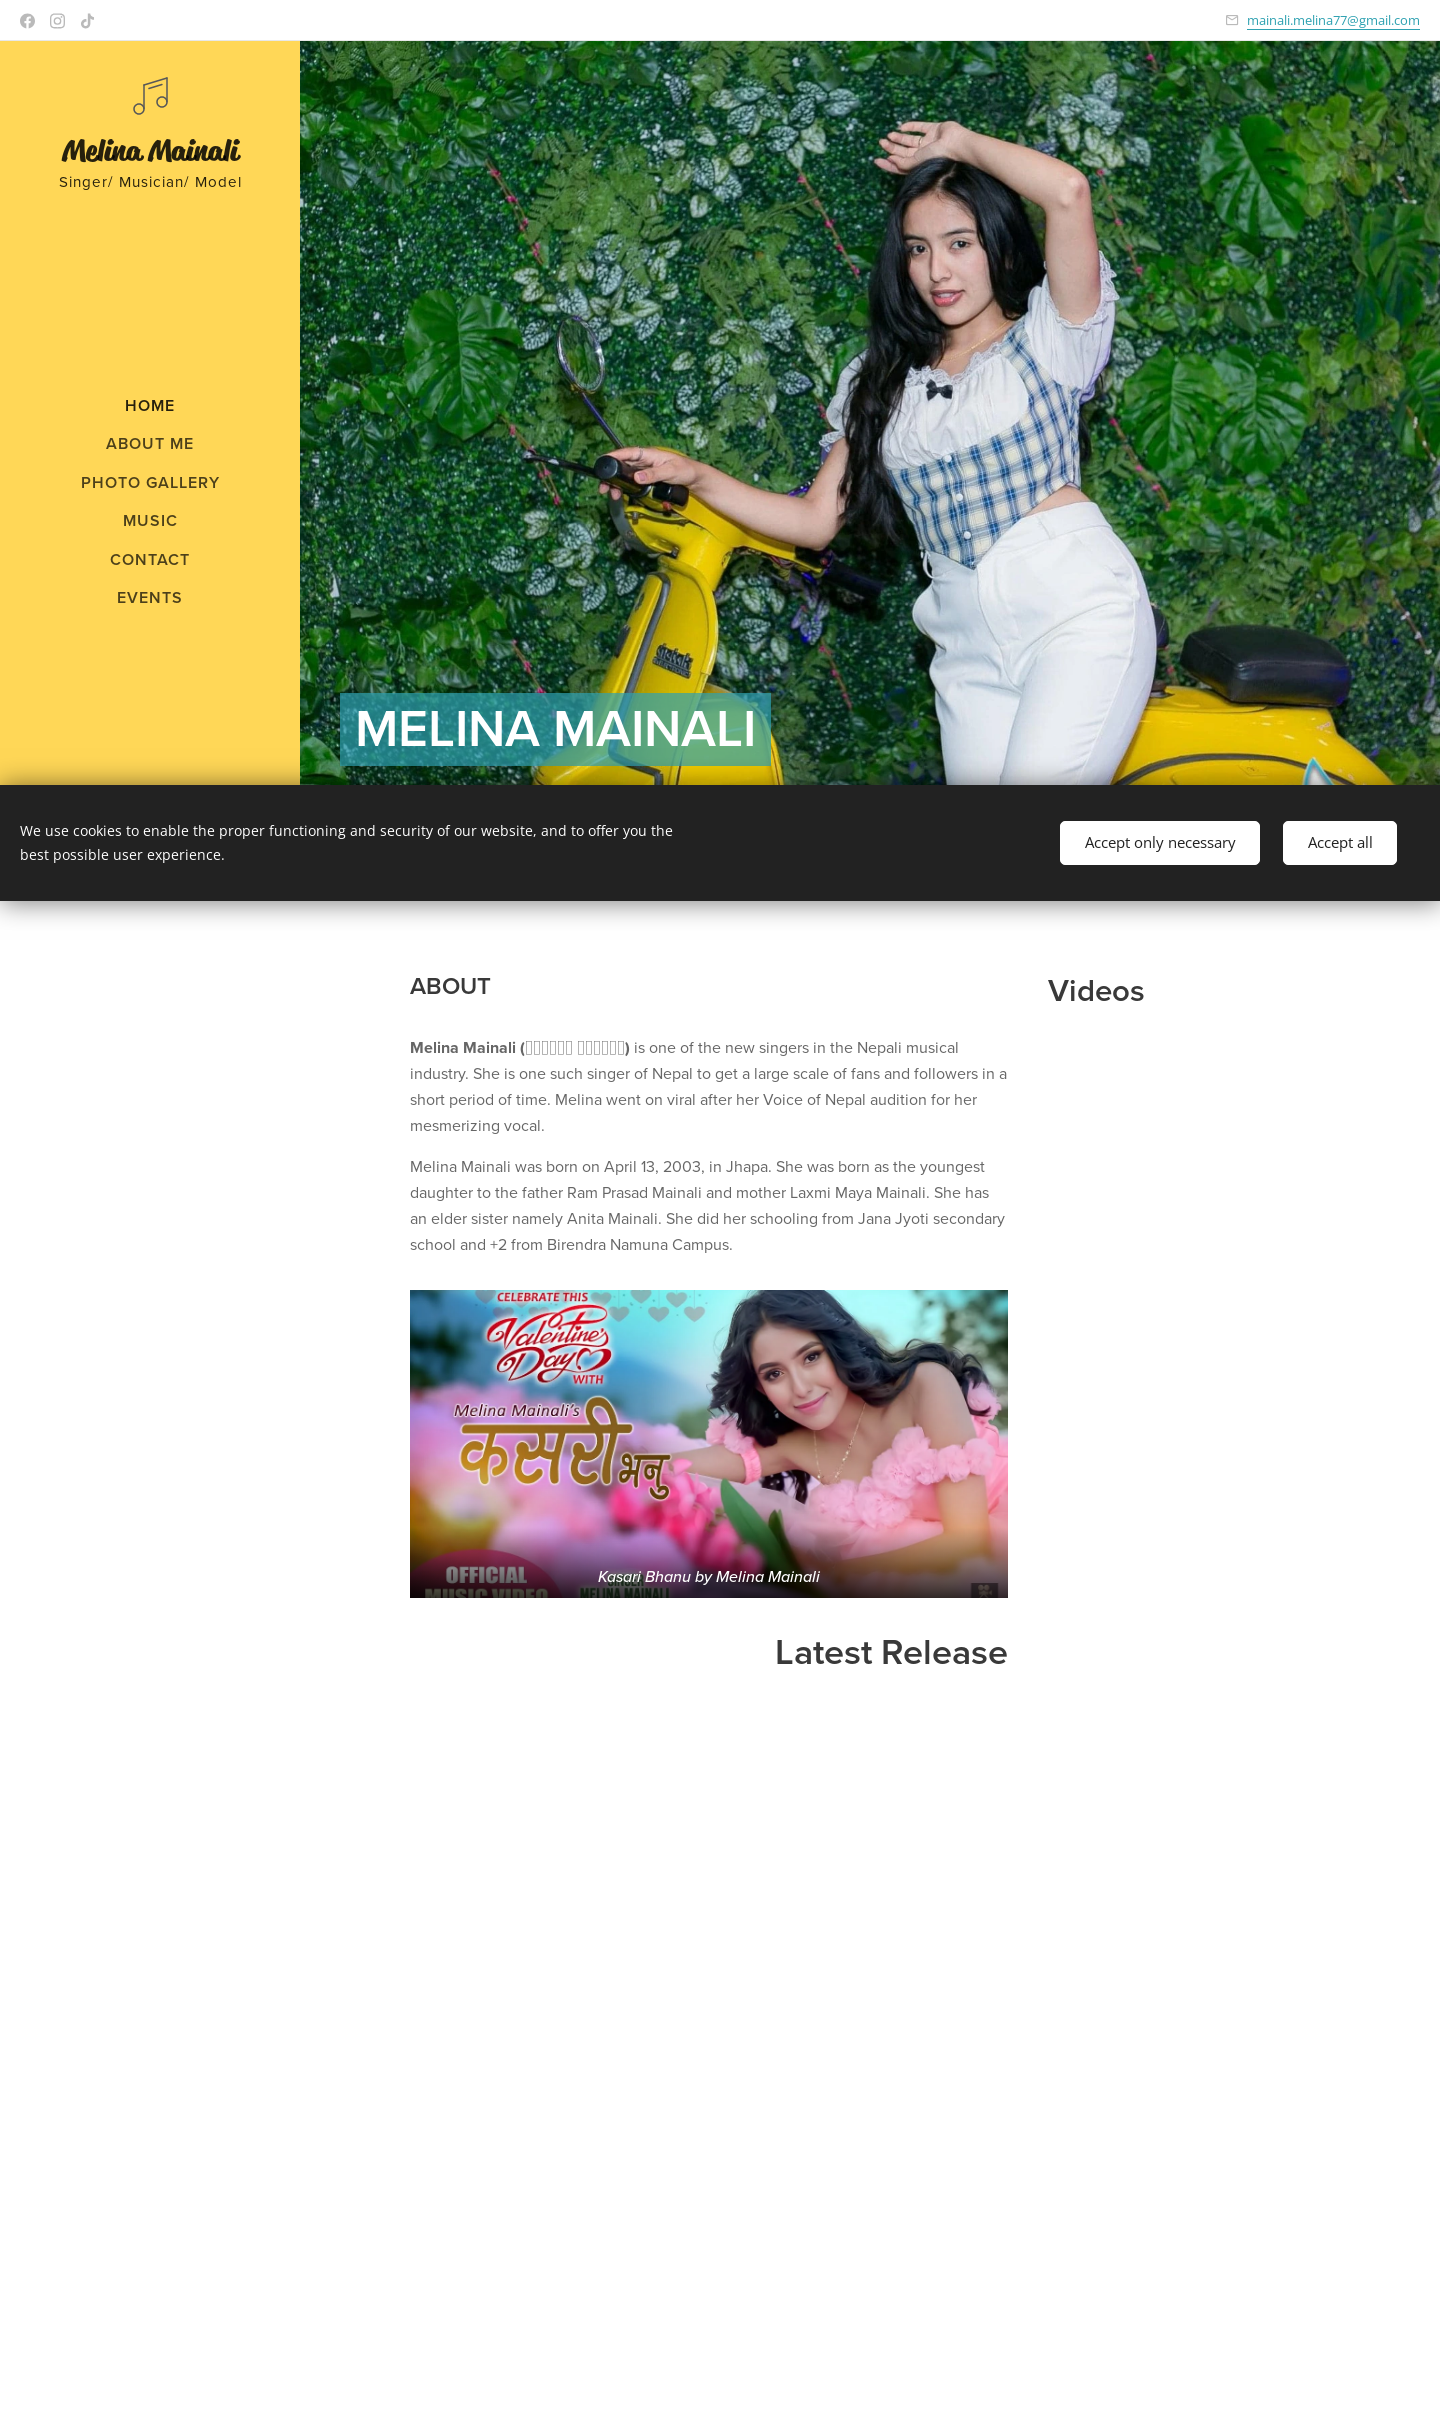 mainali.melina77@gmail.com
Melina Mainali
Singer/ Musician/ Model
HOME
ABOUT ME
PHOTO GALLERY
MUSIC
CONTACT
EVENTS
MELINA MAINALI
We use cookies to enable the proper functioning and security of our website, and to offer you the
best possible user experience.
Accept only necessary
Accept all
ABOUT
Melina Mainali ( ) is one of the new singers in the Nepali musical
industry. She is one such singer of Nepal to get a large scale of fans and followers in a
short period of time. Melina went on viral after her Voice of Nepal audition for her
mesmerizing vocal.
Melina Mainali was born on April 13, 2003, in Jhapa. She was born as the youngest
daughter to the father Ram Prasad Mainali and mother Laxmi Maya Mainali. She has
an elder sister namely Anita Mainali. She did her schooling from Jana Jyoti secondary
school and +2 from Birendra Namuna Campus.
CELEBRATE THIS
Valentine's
Day
WITH
Melina Mainali's
कसरी भनु
OFFICIAL
MUSIC VIDEO
MELINA MAINALI
Kasari Bhanu by Melina Mainali
Latest Release
Videos